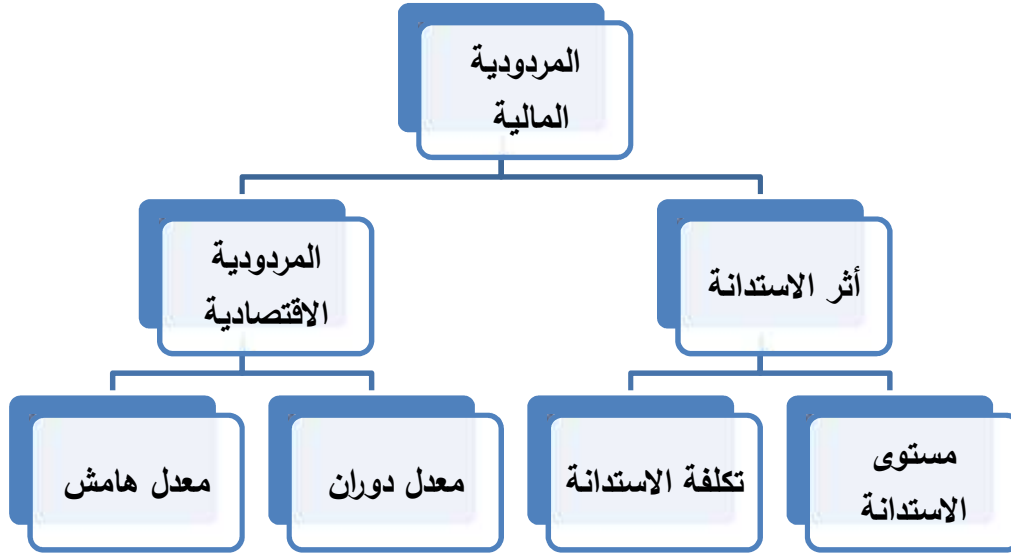 المردودية
المالية
أثر الاستدانة
المردودية
الاقتصادية
مستوى
الاستدانة
تكلفة الاستدانة
معدل دوران
معدل هامش